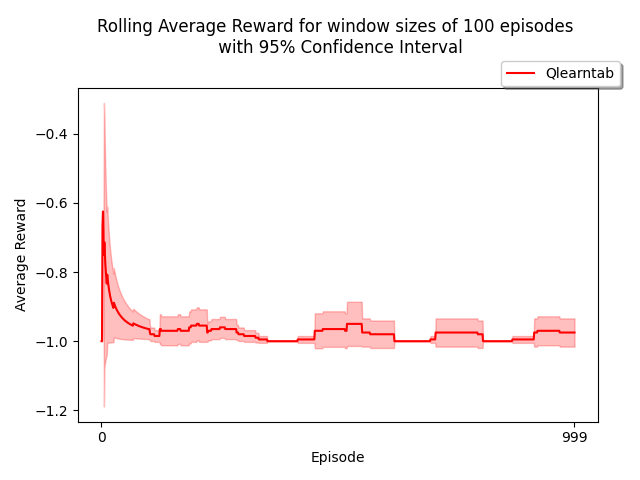 Rolling Average Reward for window sizes of 100 episodes
with 95% Confidence Interval
Qlearntab
−0.4
−0.6
−0.8
−1.0
−1.2
Average Reward
0
999
Episode